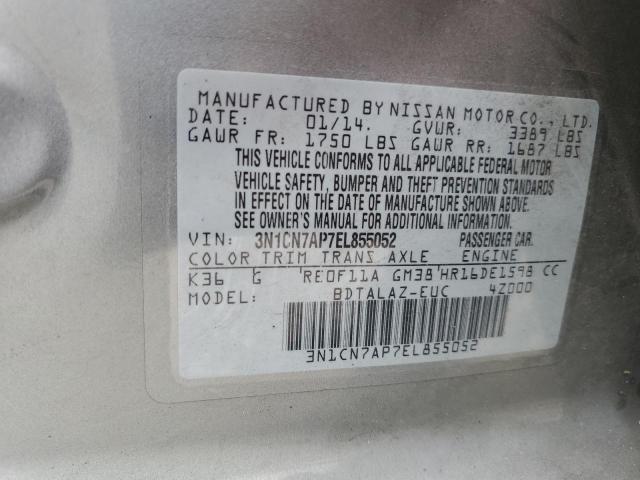 MANUFACTURED BY NISSAN MOTOR CO., LTD.
DATE: 01/14. GVWR: 3389 LBS
GAWR FR: 1750 LBS GAWR RR: 1687 LBS
THIS VEHICLE CONFORMS TO ALL APPLICABLE FEDERAL MOTOR
VEHICLE SAFETY, BUMPER AND THEFT PREVENTION STANDARDS
IN EFFECT ON THE DATE OF MANUFACTURE SHOWN ABOVE.
SEE OWNER'S MANUAL FOR ADDITIONAL INFORMATION.
VIN: 3N1CN7AP7EL855052 PASSENGER CAR.
COLOR TRIM TRANS AXLE ENGINE
K36 G RE0F11A GM38 HR16DE1598 CC
MODEL: BDTALAZ-EUC 4Z000
3N1CN7AP7EL855052